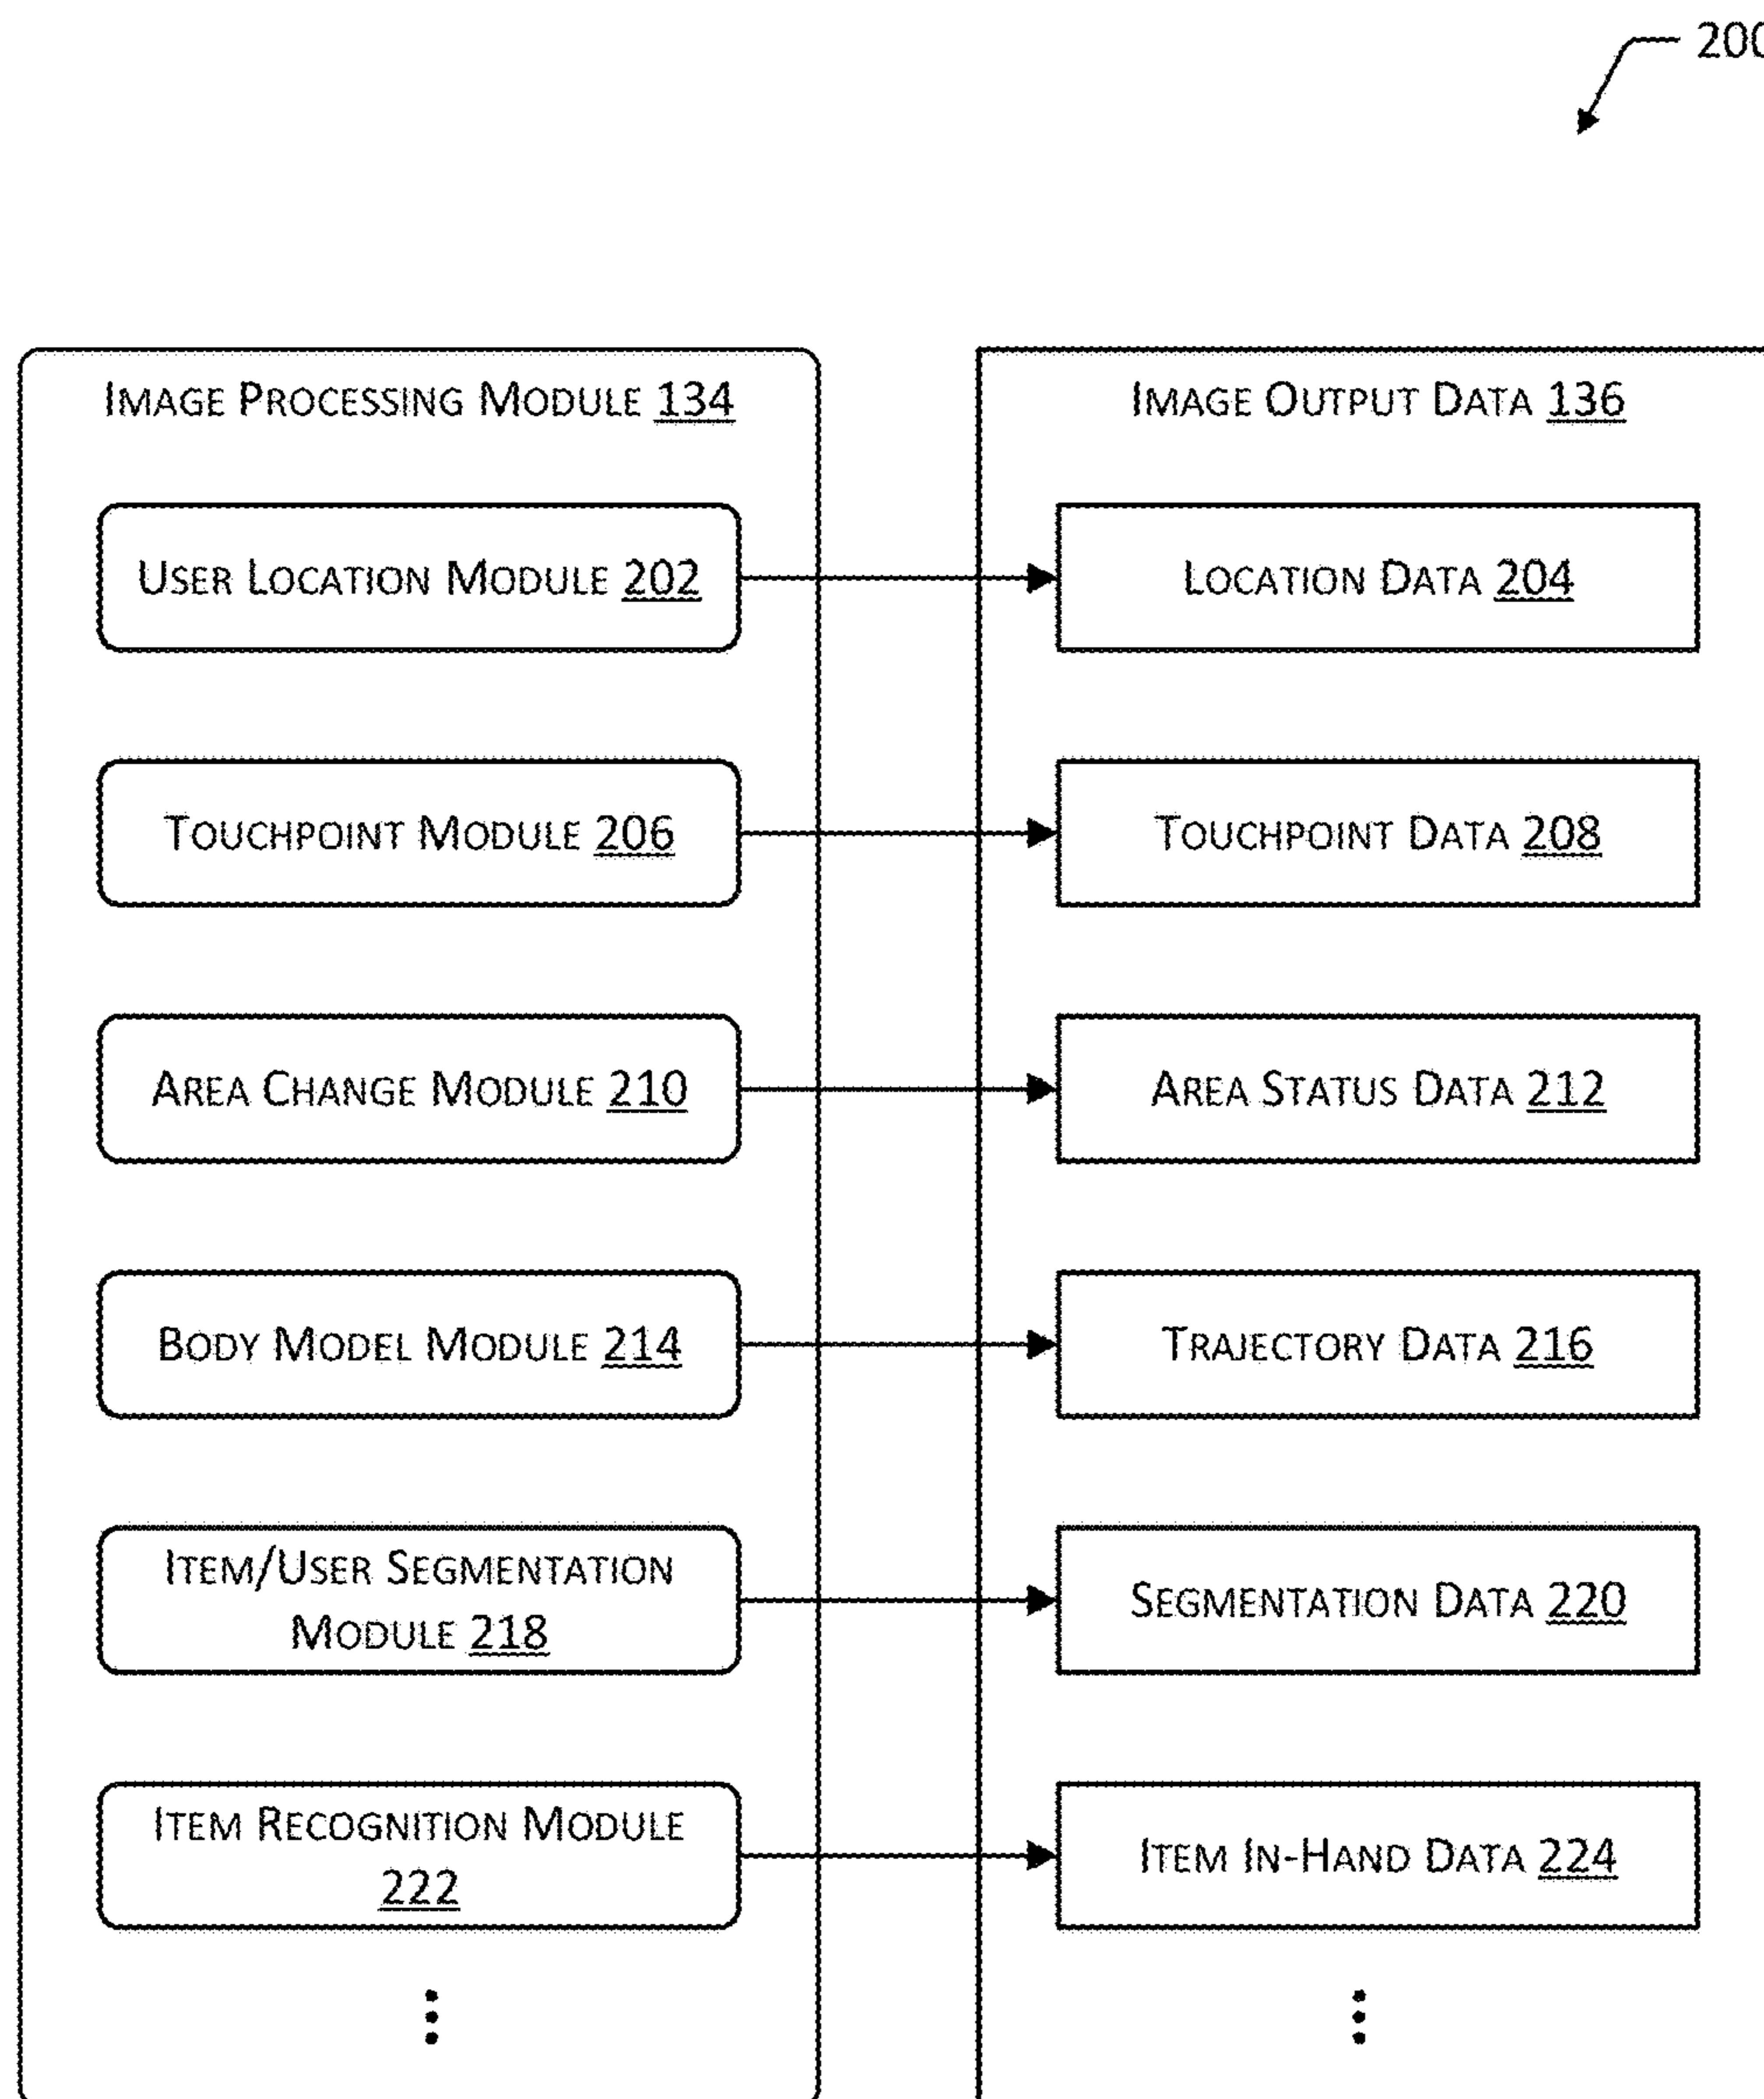 200
IMAGE PROCESSING MODULE 134
IMAGE OUTPUT DATA 136
USER LOCATION MODULE 202
LOCATION DATA 204
TOUCHPOINT MODULE 206
TOUCHPOINT DATA 208
AREA CHANGE MODULE 210
AREA STATUS DATA 212
BODY MODEL MODULE 214
TRAJECTORY DATA 216
ITEM/USER SEGMENTATION
MODULE 218
SEGMENTATION DATA 220
ITEM RECOGNITION MODULE
222
ITEM IN-HAND DATA 224